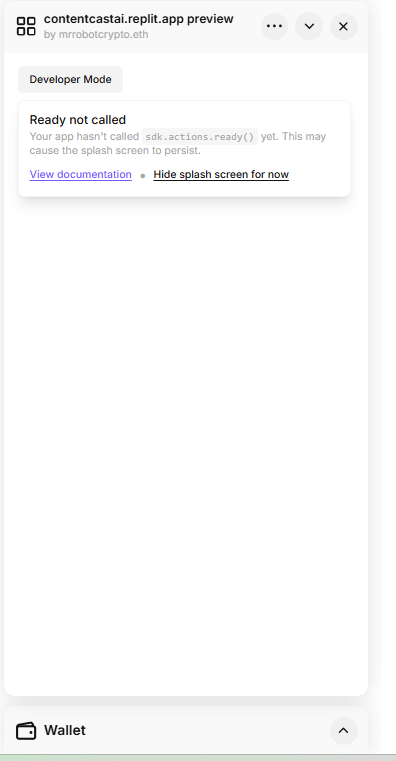 contentcastai.replit.app preview
by mrrobotcrypto.eth
Developer Mode
Ready not called
Your app hasn't called sdk.actions.ready() yet. This may
cause the splash screen to persist.
View documentation • Hide splash screen for now
Wallet